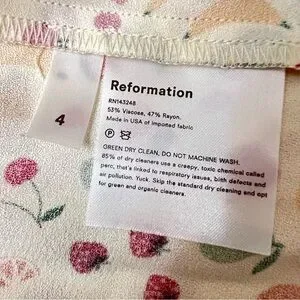 Reformation
RN143248
53% Viscose, 47% Rayon.
Made in USA of imported fabric
4
GREEN DRY CLEAN, DO NOT MACHINE WASH.
85% of dry cleaners use a creepy, toxic chemical called
perc, that's linked to respiratory issues, birth defects and
air pollution. Yuck. Skip the standard dry cleaning and opt
for green and organic cleaners.